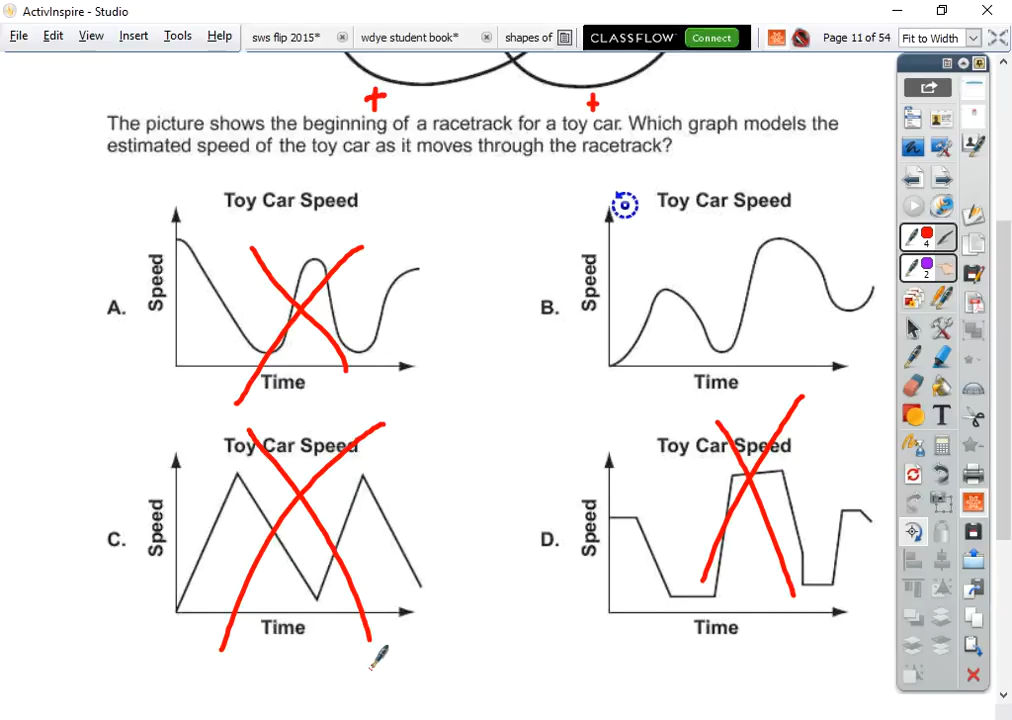 ActivInspire - Studio
File Edit View Insert Tools Help
sws flip 2015* wdye student book* shapes of CLASSFLOW Connect Page 11 of 54 Fit to Width
4
2
T
+ +
The picture shows the beginning of a racetrack for a toy car. Which graph models the
estimated speed of the toy car as it moves through the racetrack?
A.
Toy Car Speed
Speed
Time
B.
Toy Car Speed
Speed
Time
C.
Toy Car Speed
Speed
Time
D.
Toy Car Speed
Speed
Time